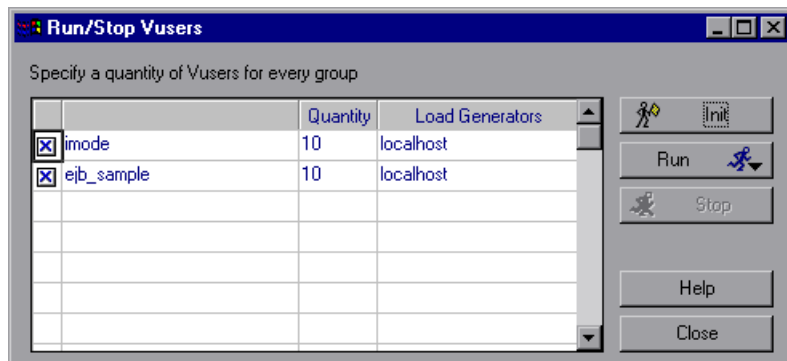 Run/Stop Vusers
Specify a quantity of Vusers for every group
Quantity Load Generators
imode 10 localhost
ejb_sample 10 localhost
Init
Run
Stop
Help
Close